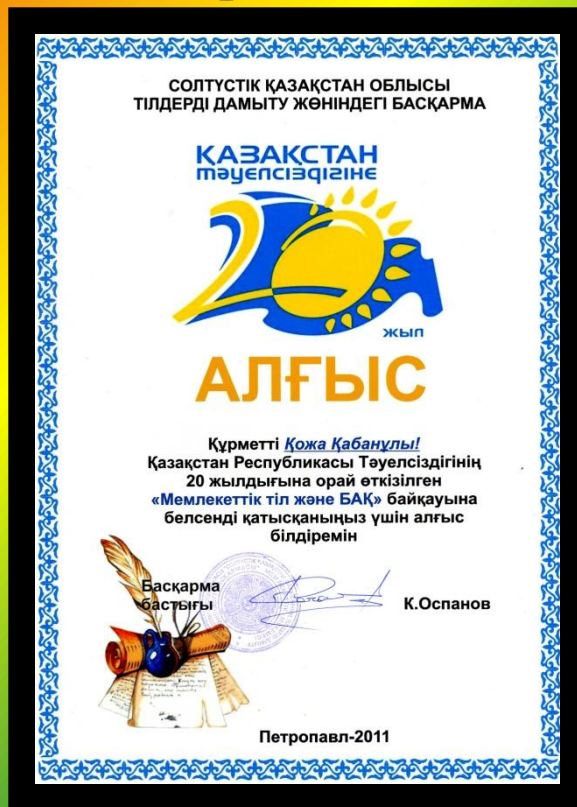 СОЛТҮСТІК ҚАЗАҚСТАН ОБЛЫСЫ
ТІЛДЕРДІ ДАМЫТУ ЖӨНІНДЕГІ БАСҚАРМА
ҚАЗАҚСТАН
тәуелсіздігіне
20
жыл
АЛҒЫС
Құрметті Қожа Қабанұлы!
Қазақстан Республикасы Тәуелсіздігінің
20 жылдығына орай өткізілген
«Мемлекеттік тіл және БАҚ» байқауына
белсенді қатысқаныңыз үшін алғыс
білдіремін
Басқарма
бастығы
К.Оспанов
Петропавл-2011